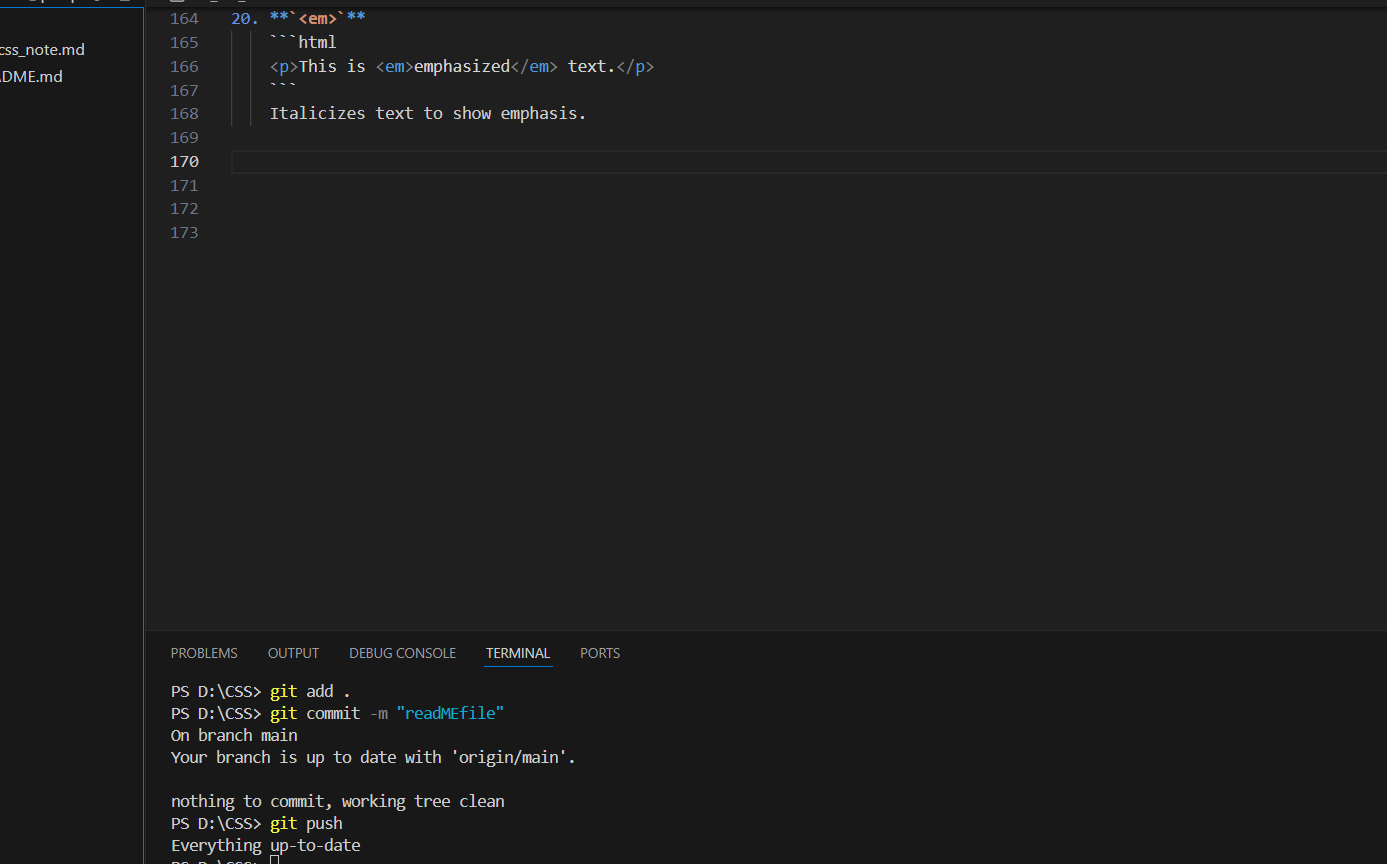 css_note.md
DME.md
164 20. **`<em>`**
165 ```html
166 <p>This is <em>emphasized</em> text.</p>
167 ```
168 Italicizes text to show emphasis.
169
170
171
172
173
PROBLEMS OUTPUT DEBUG CONSOLE TERMINAL PORTS
PS D:\CSS> git add .
PS D:\CSS> git commit -m "readMEfile"
On branch main
Your branch is up to date with 'origin/main'.
nothing to commit, working tree clean
PS D:\CSS> git push
Everything up-to-date
PS D:\CSS>